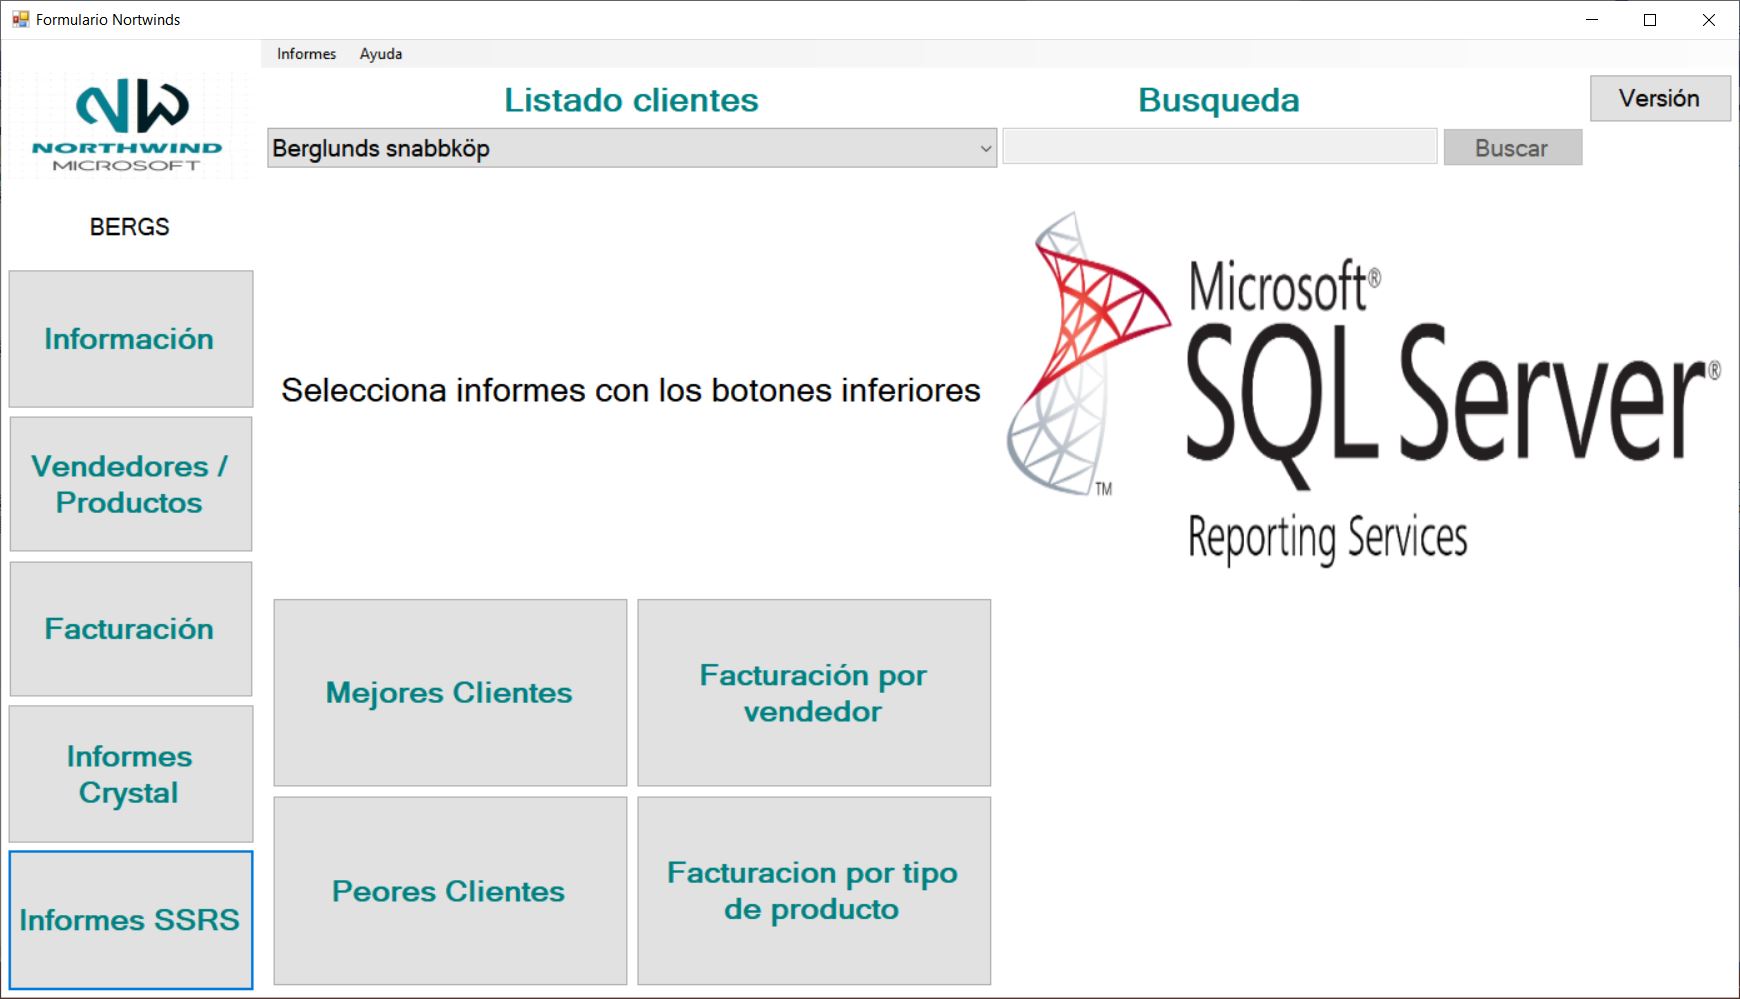 Formulario Nortwinds
Informes Ayuda
NORTHWIND
MICROSOFT
Listado clientes
Busqueda
Versión
Berglunds snabbköp
Buscar
BERGS
Información
Vendedores /
Productos
Facturación
Informes
Crystal
Informes SSRS
Selecciona informes con los botones inferiores
Microsoft®
SQL Server®
TM
Reporting Services
Mejores Clientes
Facturación por
vendedor
Peores Clientes
Facturacion por tipo
de producto